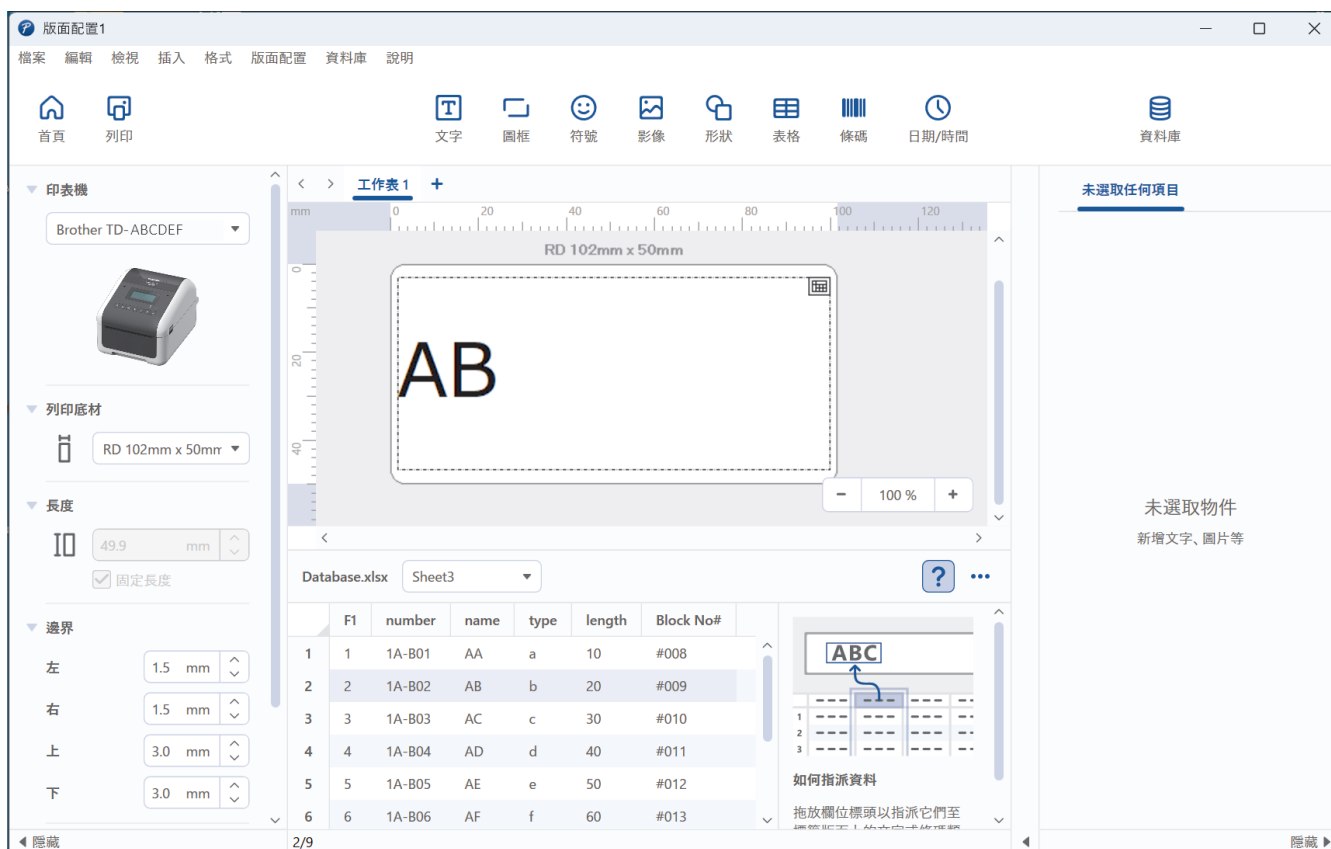 版面配置1
檔案 編輯 檢視 插入 格式 版面配置 資料庫 說明
首頁 列印 文字 圖框 符號 影像 形狀 表格 條碼 日期/時間 資料庫
印表機
Brother TD-ABCDEF
列印底材
RD 102mm x 50mm
長度
49.9 mm
固定長度
邊界
左 1.5 mm
右 1.5 mm
上 3.0 mm
下 3.0 mm
隱藏
工作表 1
mm 0 20 40 60 80 100 120
RD 102mm x 50mm
0
20
40
AB
100 %
Database.xlsx Sheet3 ?
F1 number name type length Block No#
1 1 1A-B01 AA a 10 #008
2 2 1A-B02 AB b 20 #009
3 3 1A-B03 AC c 30 #010
4 4 1A-B04 AD d 40 #011
5 5 1A-B05 AE e 50 #012
6 6 1A-B06 AF f 60 #013
2/9
ABC
1
2
3
如何指派資料
拖放欄位標頭以指派它們至
未選取任何項目
未選取物件
新增文字、圖片等
隱藏